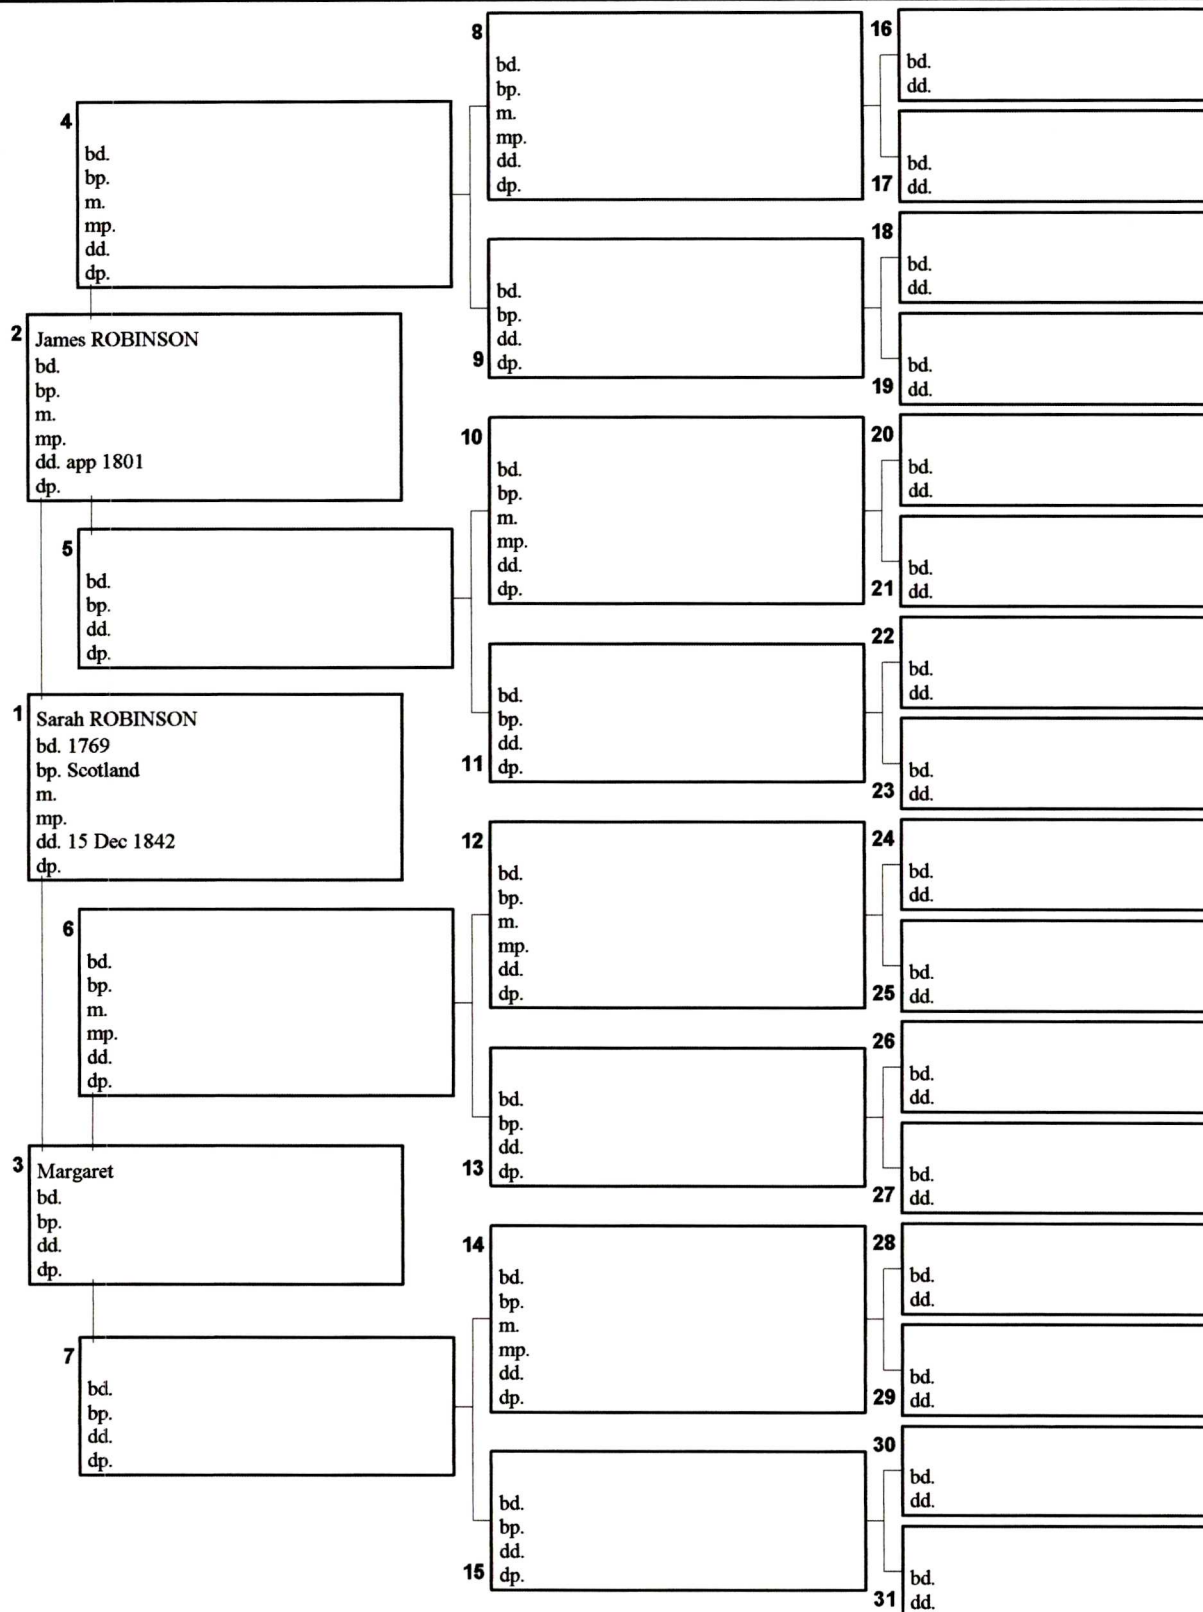 4
bd.
bp.
m.
mp.
dd.
dp.
2
James ROBINSON
bd.
bp.
m.
mp.
dd. app 1801
dp.
5
bd.
bp.
dd.
dp.
1
Sarah ROBINSON
bd. 1769
bp. Scotland
m.
mp.
dd. 15 Dec 1842
dp.
6
bd.
bp.
m.
mp.
dd.
dp.
3
Margaret
bd.
bp.
dd.
dp.
7
bd.
bp.
dd.
dp.
8
bd.
bp.
m.
mp.
dd.
dp.
bd.
bp.
dd.
9 dp.
10
bd.
bp.
m.
mp.
dd.
dp.
bd.
bp.
dd.
11 dp.
12
bd.
bp.
m.
mp.
dd.
dp.
bd.
bp.
dd.
13 dp.
14
bd.
bp.
m.
mp.
dd.
dp.
bd.
bp.
dd.
15 dp.
16
bd.
dd.
bd.
17 dd.
18
bd.
dd.
bd.
19 dd.
20
bd.
dd.
bd.
21 dd.
22
bd.
dd.
bd.
23 dd.
24
bd.
dd.
bd.
25 dd.
26
bd.
dd.
bd.
27 dd.
28
bd.
dd.
bd.
29 dd.
30
bd.
dd.
bd.
31 dd.